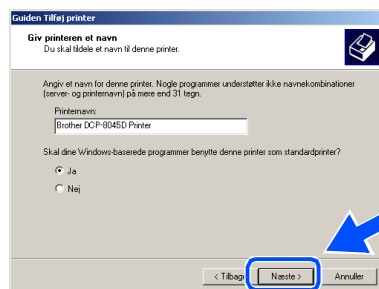 Guiden Tilføj printer
Giv printeren et navn
Du skal tildele et navn til denne printer.
Angiv et navn for denne printer. Nogle programmer understøtter ikke navnekombinationer
(server- og printernavn) på mere end 31 tegn.
Printernavn:
Brother DCP-8045D Printer
Skal dine Windows-baserede programmer benytte denne printer som standardprinter?
Ja
Nej
< Tilbage Næste > Annuller